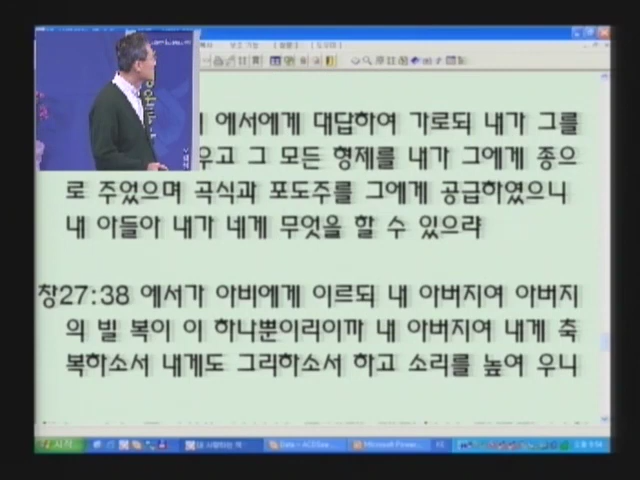 에서에게 대답하여 가로되 내가 그를
우고 그 모든 형제를 내가 그에게 종으
로 주었으며 곡식과 포도주를 그에게 공급하였으니
내 아들아 내가 네게 무엇을 할 수 있으랴
창27:38 에서가 아비에게 이르되 내 아버지여 아버지
의 빌 복이 이 하나뿐이리이까 내 아버지여 내게 축
복하소서 내게도 그리하소서 하고 소리를 높여 우니
시작